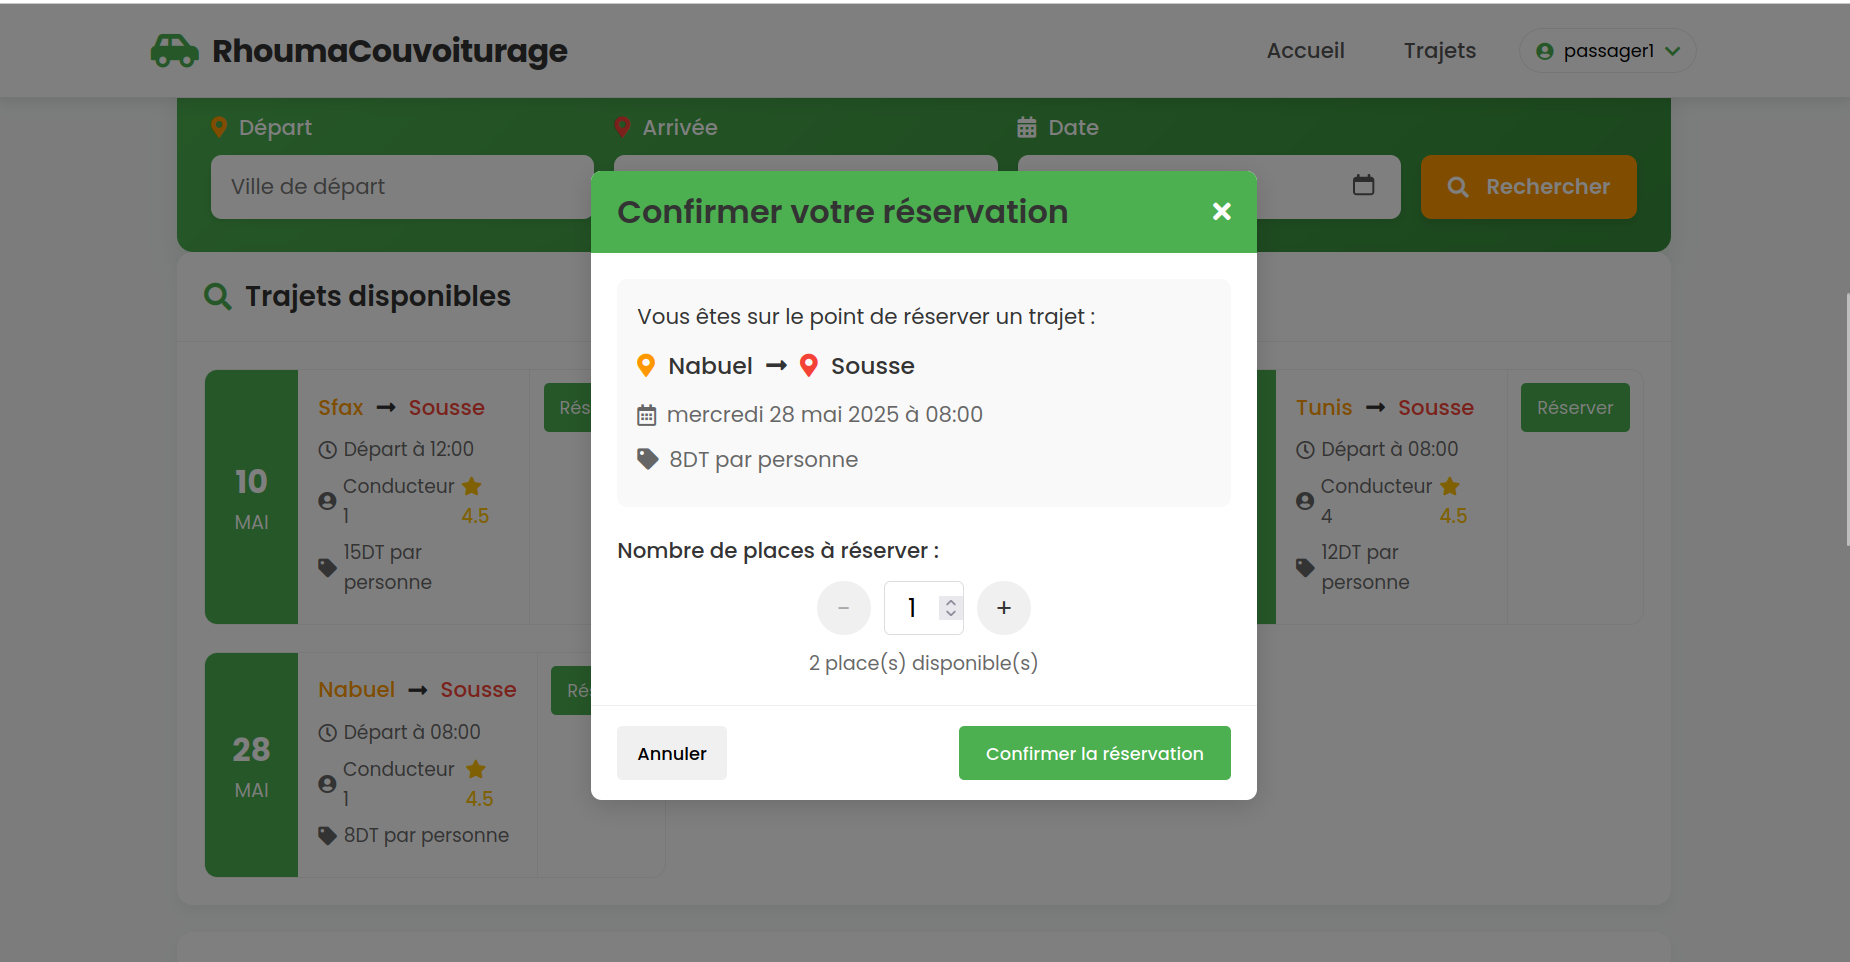 RhoumaCouvoiturage
Accueil
Trajets
passager1
Départ
Arrivée
Date
Ville de départ
Rechercher
Trajets disponibles
10
MAI
Sfax → Sousse
Départ à 12:00
Conducteur
1
4.5
15DT par
personne
Tunis → Sousse
Départ à 08:00
Conducteur
4
4.5
12DT par
personne
Réserver
28
MAI
Nabuel → Sousse
Départ à 08:00
Conducteur
1
4.5
8DT par personne
Confirmer votre réservation
Vous êtes sur le point de réserver un trajet :
Nabuel → Sousse
mercredi 28 mai 2025 à 08:00
8DT par personne
Nombre de places à réserver :
− 1 +
2 place(s) disponible(s)
Annuler
Confirmer la réservation